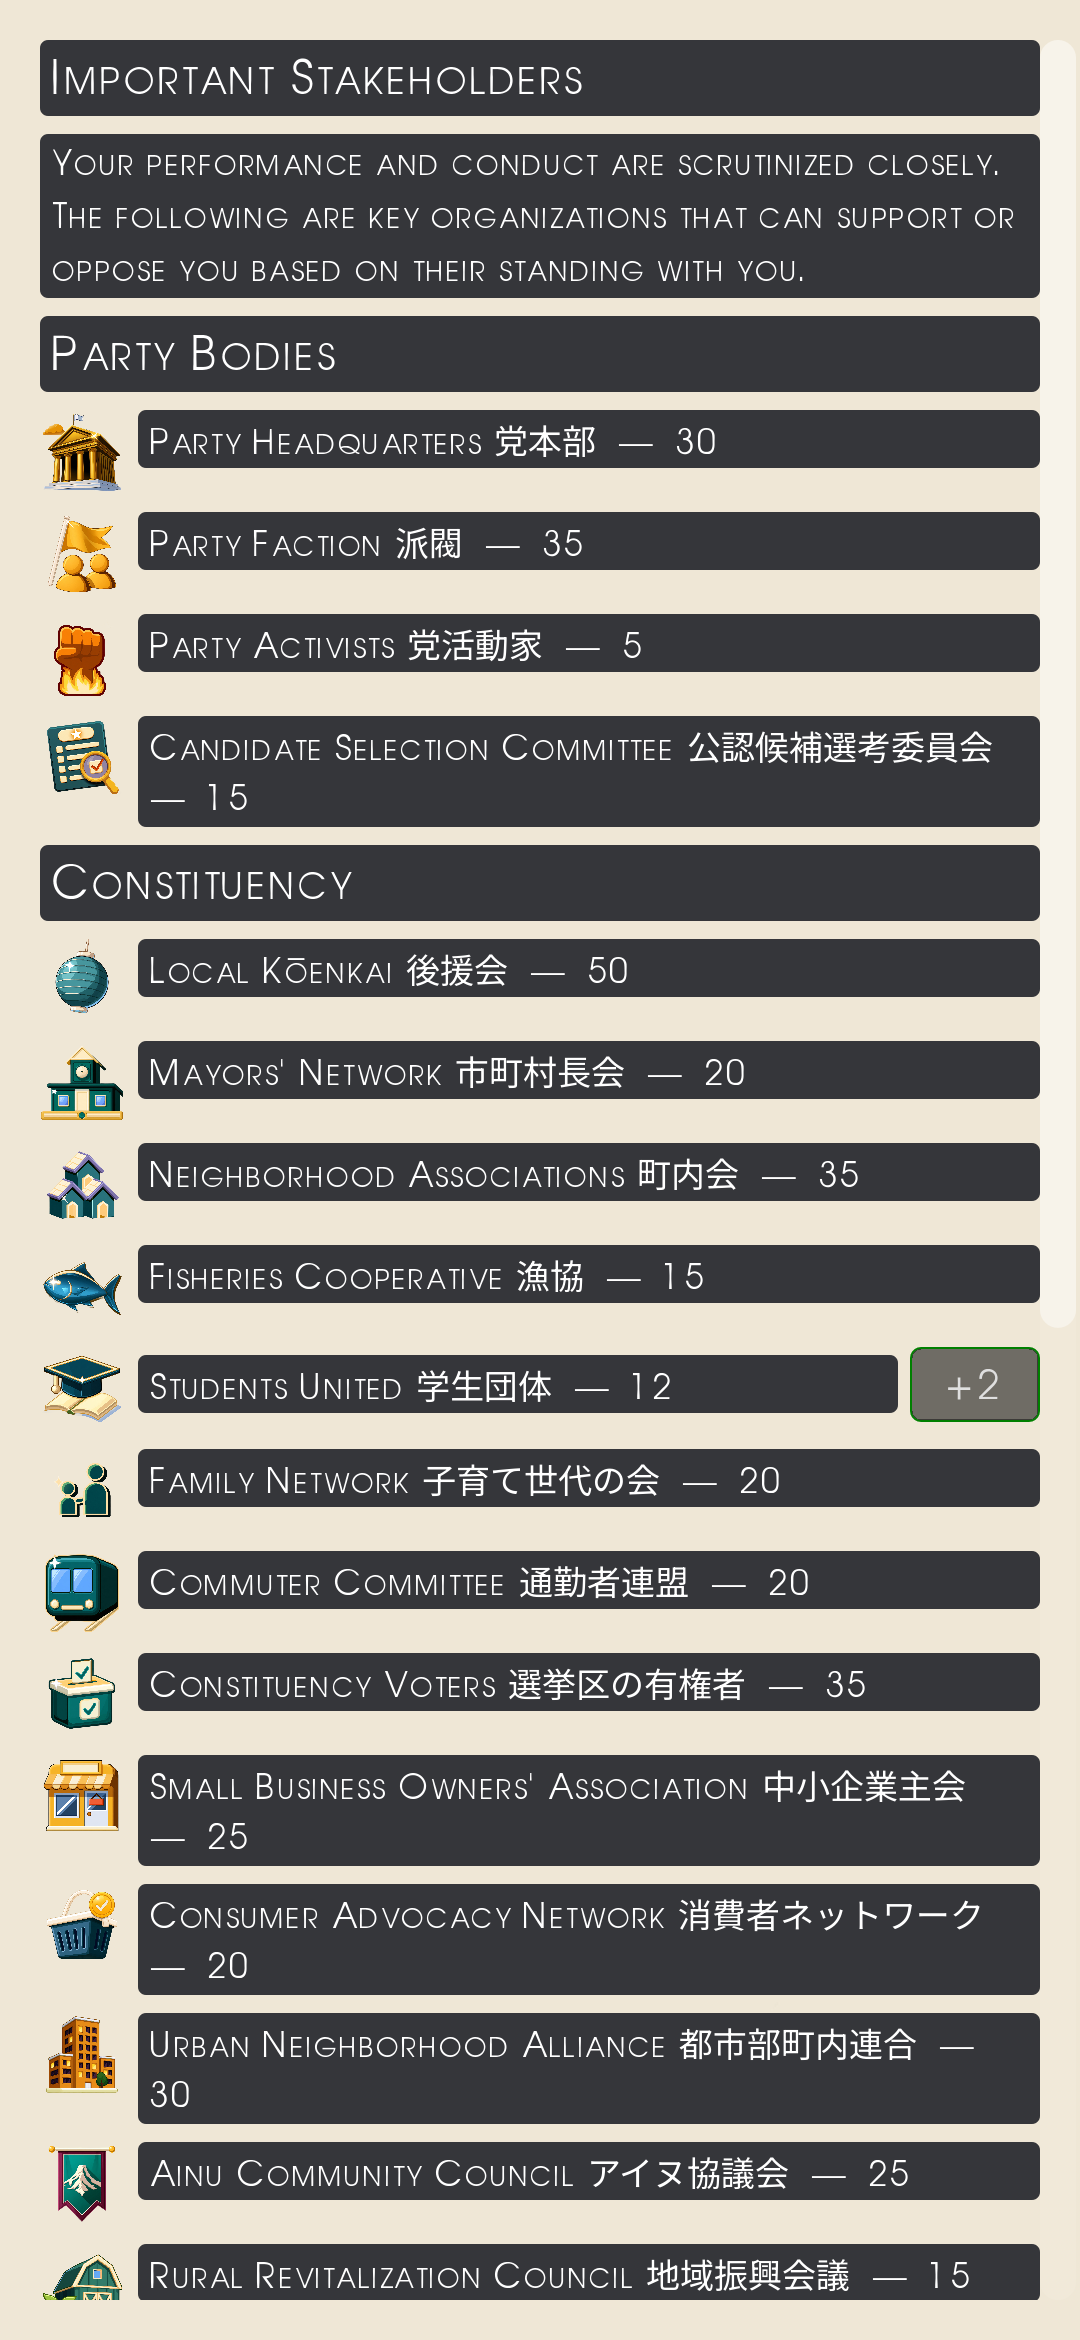 Important Stakeholders
Your performance and conduct are scrutinized closely.
The following are key organizations that can support or
oppose you based on their standing with you.
Party Bodies
Party Headquarters 党本部 — 30
Party Faction 派閥 — 35
Party Activists 党活動家 — 5
Candidate Selection Committee 公認候補選考委員会
— 15
Constituency
Local Kōenkai 後援会 — 50
Mayors' Network 市町村長会 — 20
Neighborhood Associations 町内会 — 35
Fisheries Cooperative 漁協 — 15
Students United 学生団体 — 12 +2
Family Network 子育て世代の会 — 20
Commuter Committee 通勤者連盟 — 20
Constituency Voters 選挙区の有権者 — 35
Small Business Owners' Association 中小企業主会
— 25
Consumer Advocacy Network 消費者ネットワーク
— 20
Urban Neighborhood Alliance 都市部町内連合 —
30
Ainu Community Council アイヌ協議会 — 25
Rural Revitalization Council 地域振興会議 — 15